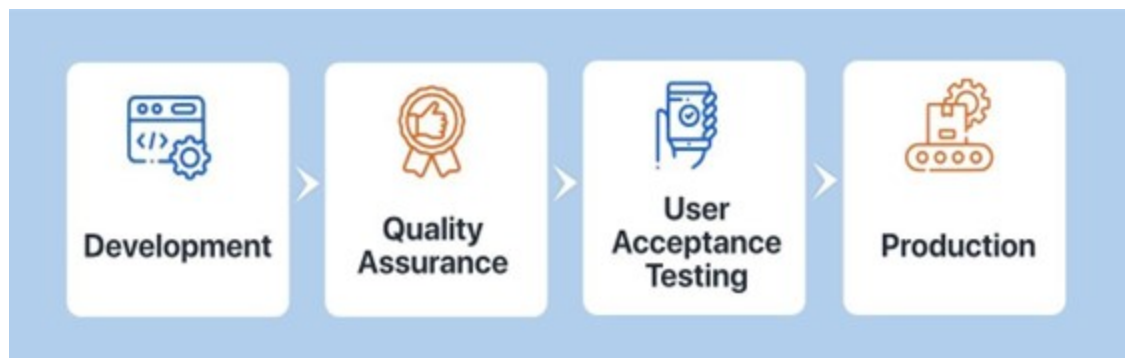 Development
Quality
Assurance
User
Acceptance
Testing
Production